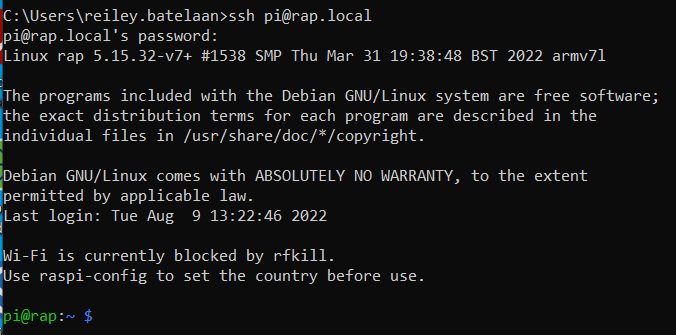 C:\Users\reiley.batelaan>ssh pi@rap.local
pi@rap.local's password:
Linux rap 5.15.32-v7+ #1538 SMP Thu Mar 31 19:38:48 BST 2022 armv7l
The programs included with the Debian GNU/Linux system are free software;
the exact distribution terms for each program are described in the
individual files in /usr/share/doc/*/copyright.
Debian GNU/Linux comes with ABSOLUTELY NO WARRANTY, to the extent
permitted by applicable law.
Last login: Tue Aug  9 13:22:46 2022
Wi-Fi is currently blocked by rfkill.
Use raspi-config to set the country before use.
pi@rap:~ $